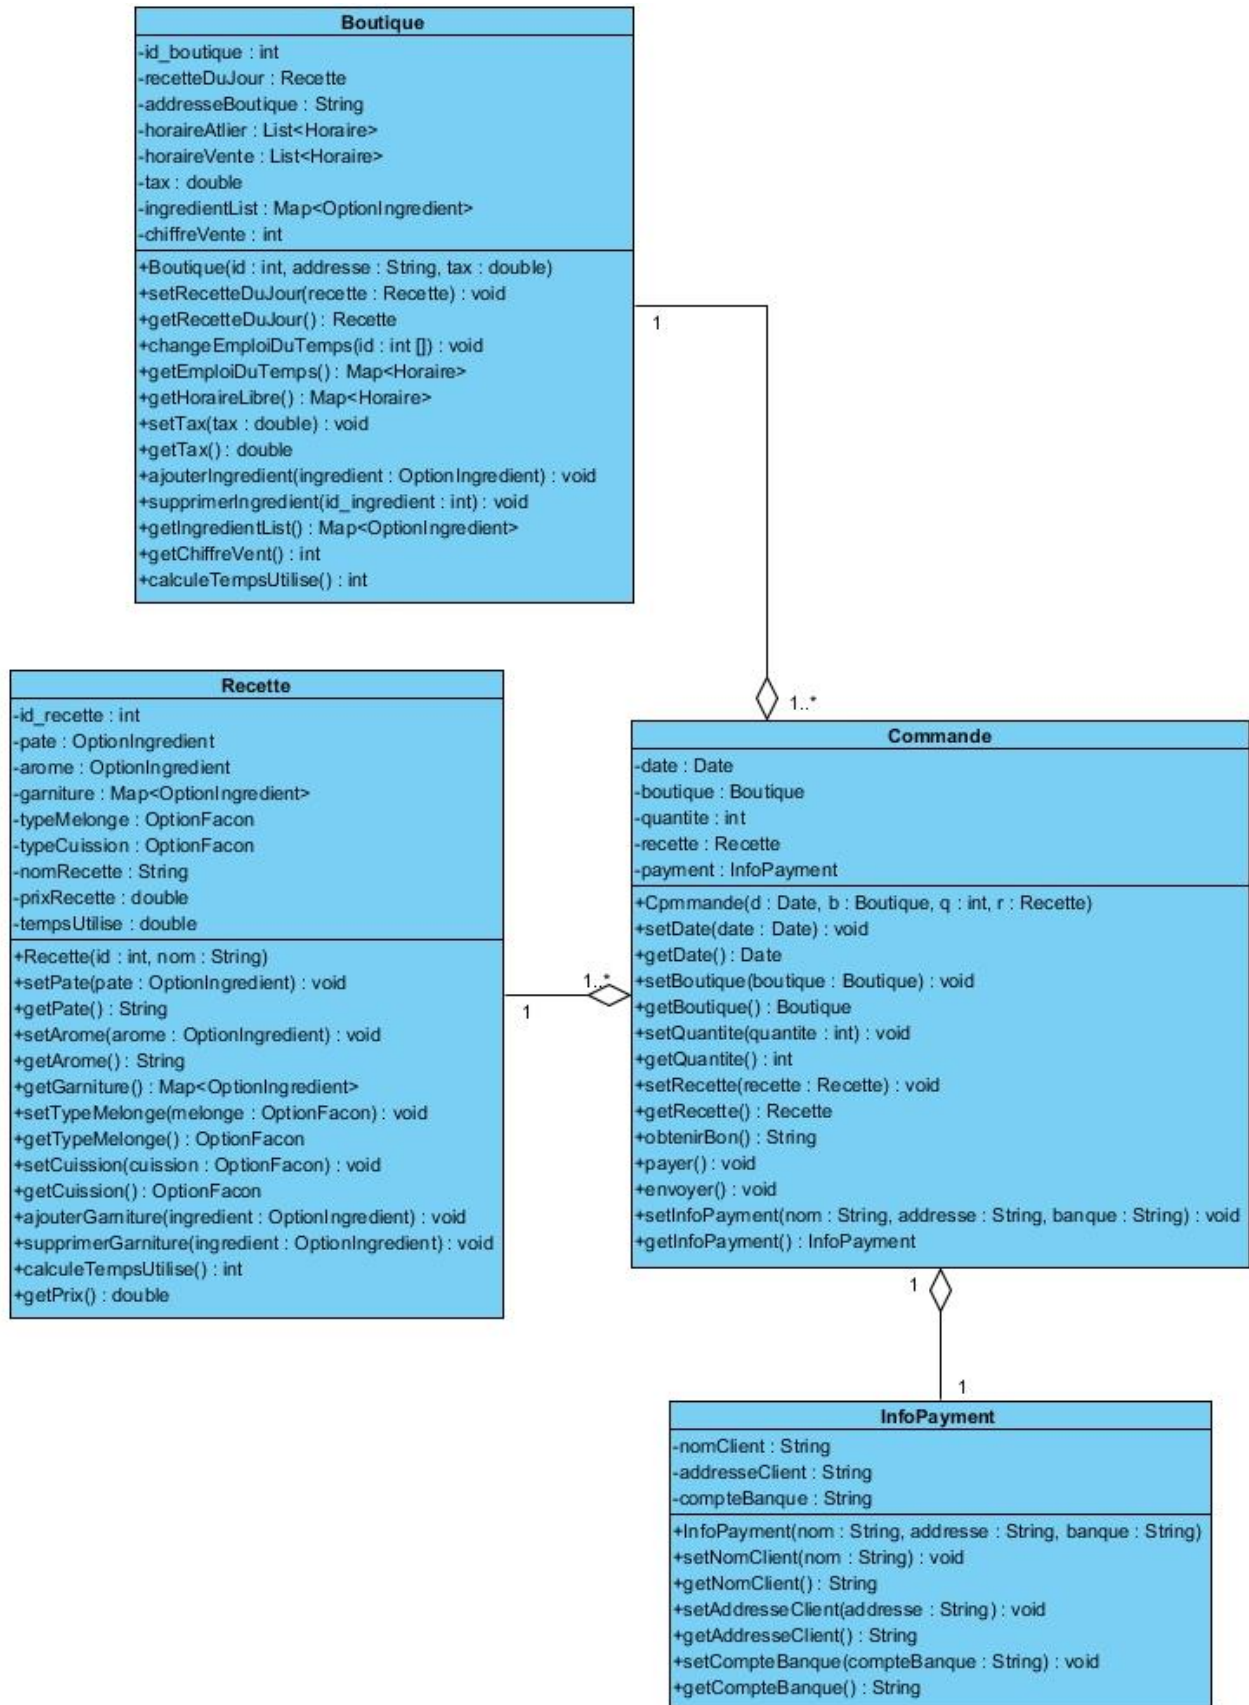 Boutique
-id_boutique : int
-recetteDuJour : Recette
-addresseBoutique : String
-horaireAtlier : List<Horaire>
-horaireVente : List<Horaire>
-tax : double
-ingredientList : Map<OptionIngredient>
-chiffreVente : int
+Boutique(id : int, addresse : String, tax : double)
+setRecetteDuJour(recette : Recette) : void
+getRecetteDuJour() : Recette
+changeEmploiDuTemps(id : int []) : void
+getEmploiDuTemps() : Map<Horaire>
+getHoraireLibre() : Map<Horaire>
+setTax(tax : double) : void
+getTax() : double
+ajouterIngredient(ingredient : OptionIngredient) : void
+supprimerIngredient(id_ingredient : int) : void
+getIngredientList() : Map<OptionIngredient>
+getChiffreVent() : int
+calculeTempsUtilise() : int
1
1..*
Recette
-id_recette : int
-pate : OptionIngredient
-arome : OptionIngredient
-garniture : Map<OptionIngredient>
-typeMelonge : OptionFacon
-typeCuission : OptionFacon
-nomRecette : String
-prixRecette : double
-tempsUtilise : double
+Recette(id : int, nom : String)
+setPate(pate : OptionIngredient) : void
+getPate() : String
+setArome(arome : OptionIngredient) : void
+getArome() : String
+getGarniture() : Map<OptionIngredient>
+setTypeMelonge(melonge : OptionFacon) : void
+getTypeMelonge() : OptionFacon
+setCuission(cuission : OptionFacon) : void
+getCuission() : OptionFacon
+ajouterGarniture(ingredient : OptionIngredient) : void
+supprimerGarniture(ingredient : OptionIngredient) : void
+calculeTempsUtilise() : int
+getPrix() : double
1
1..*
Commande
-date : Date
-boutique : Boutique
-quantite : int
-recette : Recette
-payment : InfoPayment
+Cpmmande(d : Date, b : Boutique, q : int, r : Recette)
+setDate(date : Date) : void
+getDate() : Date
+setBoutique(boutique : Boutique) : void
+getBoutique() : Boutique
+setQuantite(quantite : int) : void
+getQuantite() : int
+setRecette(recette : Recette) : void
+getRecette() : Recette
+obtenirBon() : String
+payer() : void
+envoyer() : void
+setInfoPayment(nom : String, addresse : String, banque : String) : void
+getInfoPayment() : InfoPayment
1
1
InfoPayment
-nomClient : String
-addresseClient : String
-compteBanque : String
+InfoPayment(nom : String, addresse : String, banque : String)
+setNomClient(nom : String) : void
+getNomClient() : String
+setAddresseClient(addresse : String) : void
+getAddresseClient() : String
+setCompteBanque(compteBanque : String) : void
+getCompteBanque() : String